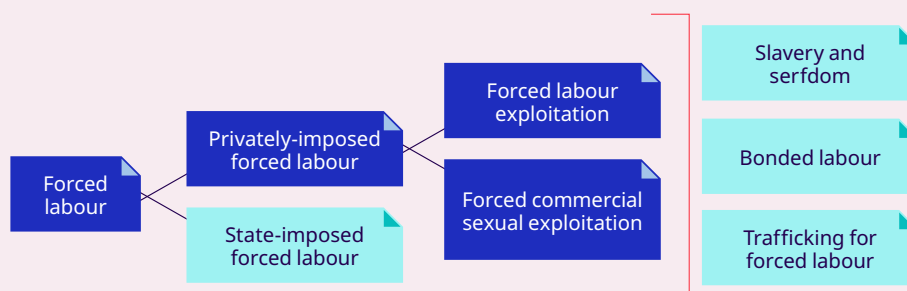 Forced
labour
Privately-imposed
forced labour
State-imposed
forced labour
Forced labour
exploitation
Forced commercial
sexual exploitation
Slavery and
serfdom
Bonded labour
Trafficking for
forced labour